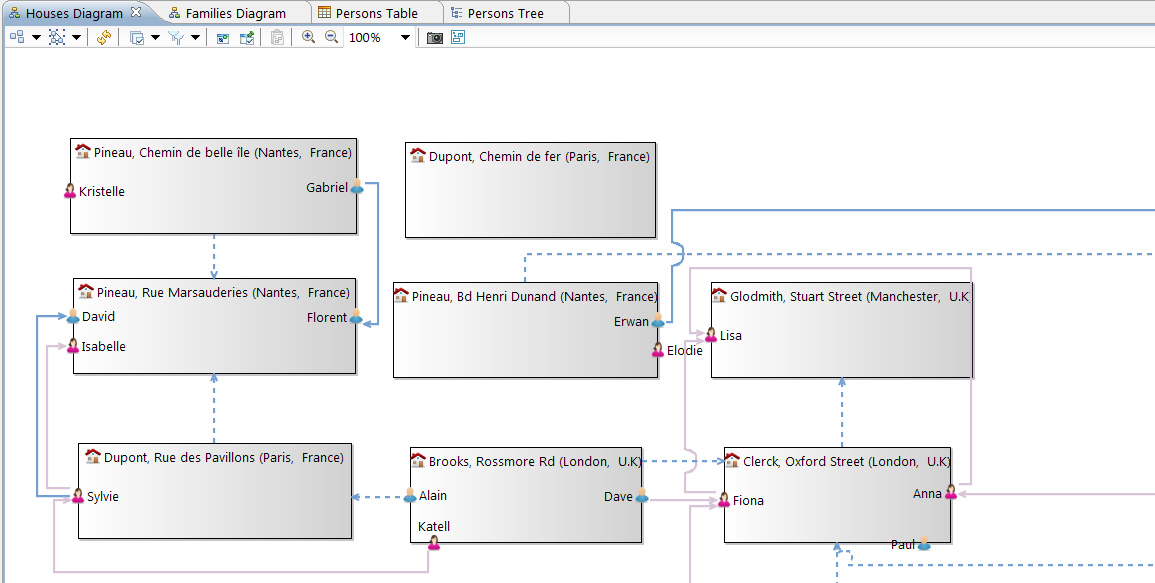 Houses Diagram
Families Diagram
Persons Table
Persons Tree
100%
Pineau, Chemin de belle île (Nantes, France)
Kristelle
Gabriel
Dupont, Chemin de fer (Paris, France)
Pineau, Rue Marsauderies (Nantes, France)
David
Florent
Isabelle
Pineau, Bd Henri Dunand (Nantes, France)
Erwan
Elodie
Glodmith, Stuart Street (Manchester, U.K
Lisa
Dupont, Rue des Pavillons (Paris, France)
Sylvie
Brooks, Rossmore Rd (London, U.K)
Alain
Dave
Katell
Clerck, Oxford Street (London, U.K)
Anna
Fiona
Paul